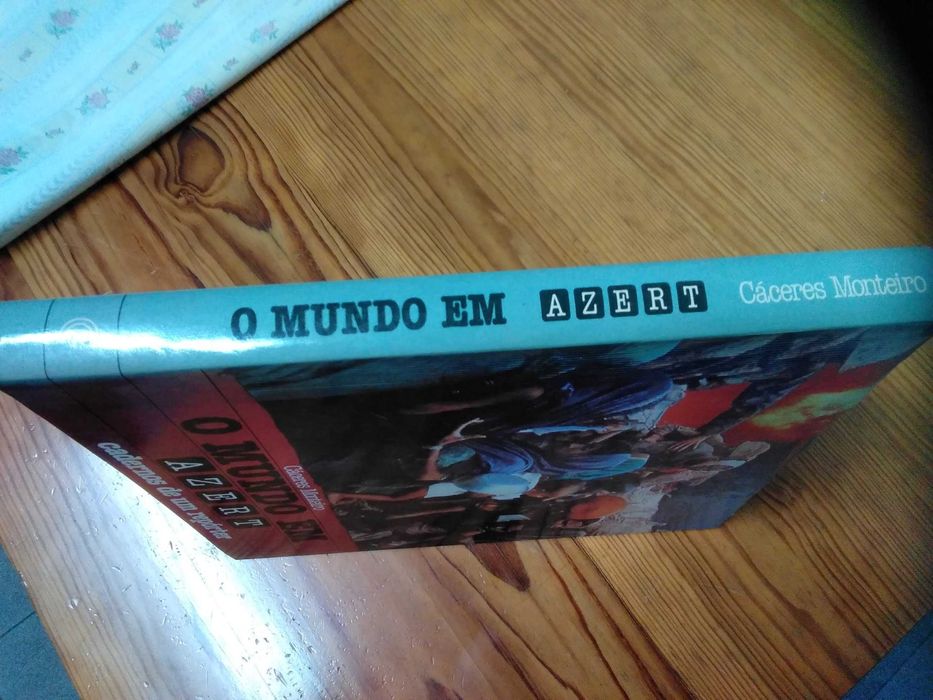 O MUNDO EM AZERT Cáceres Monteiro
Cáceres Monteiro
O MUNDO EM
AZERT
cadernos de um repórter